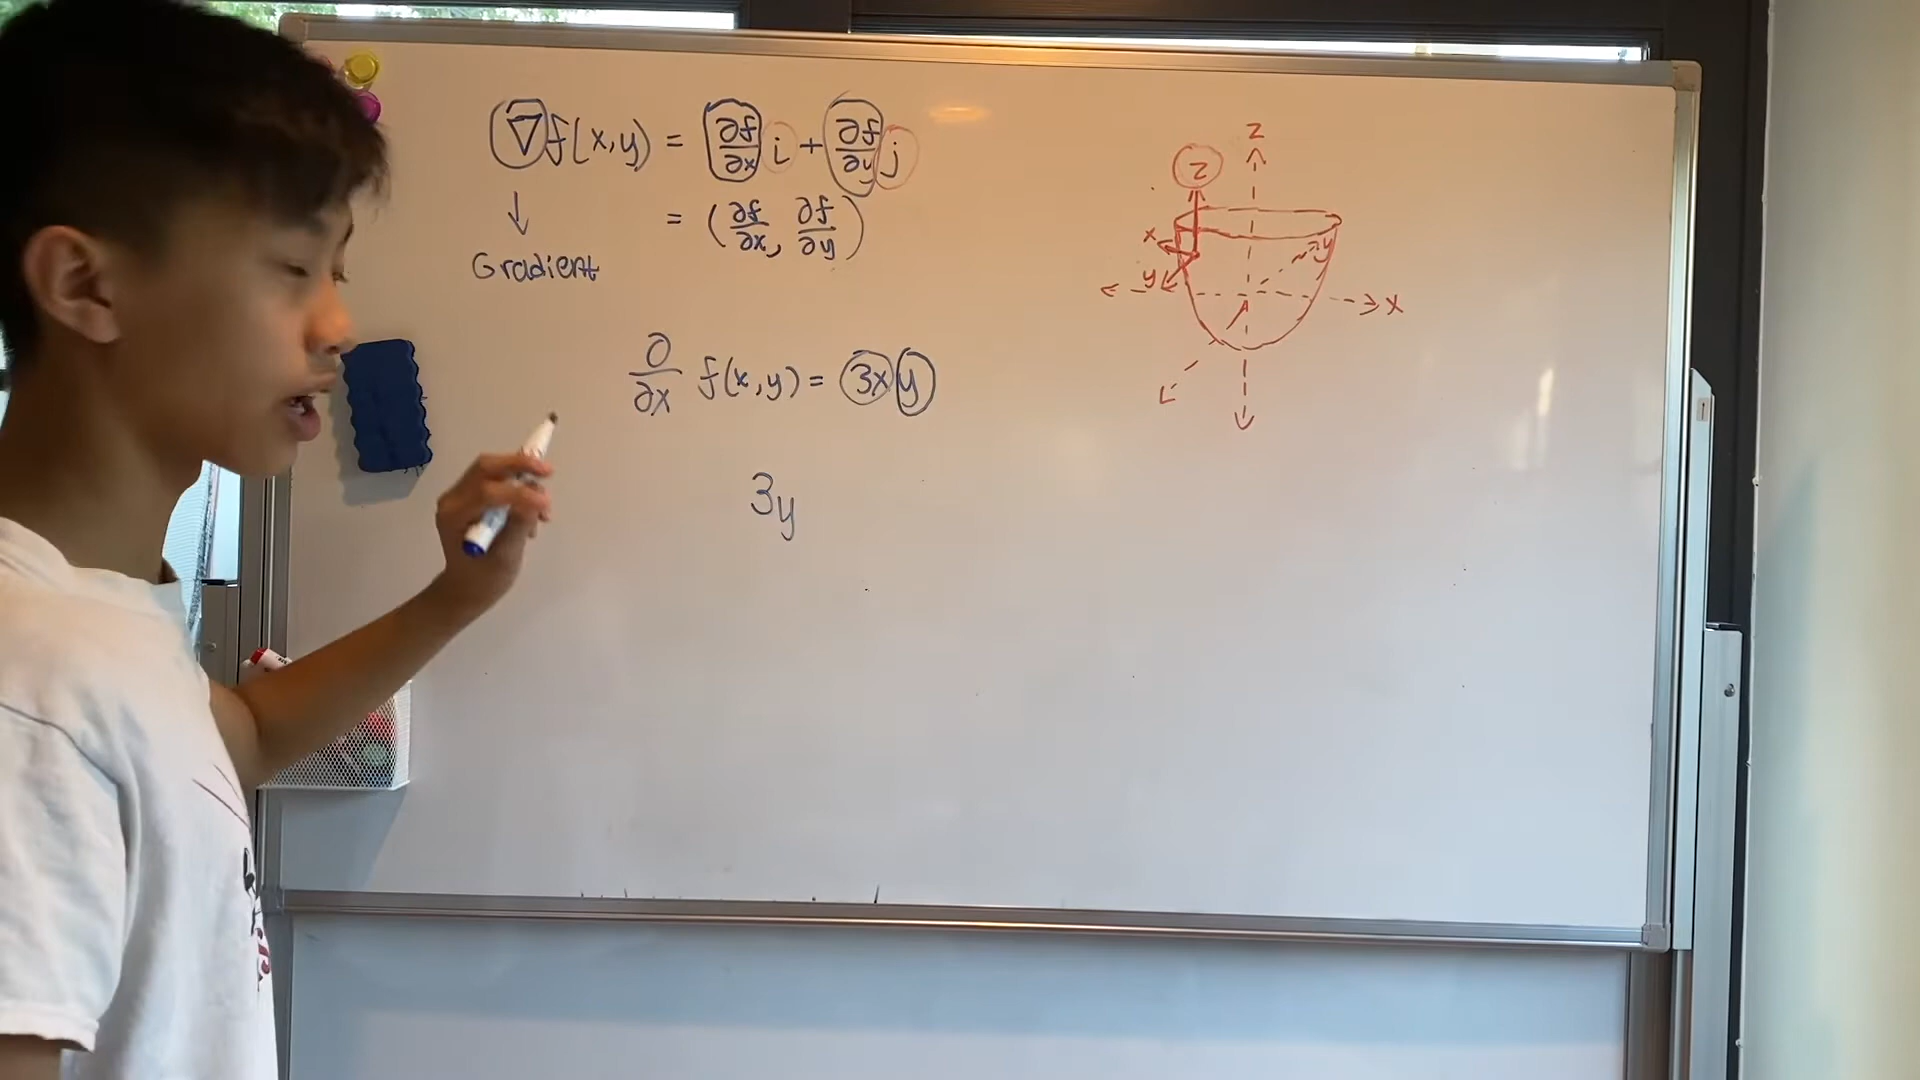 ∇f(x,y) = ∂f/∂x i + ∂f/∂y j
= (∂f/∂x, ∂f/∂y)
Gradient
∂/∂x f(x,y) = 3xy
3y
z
z
x
y
y
x